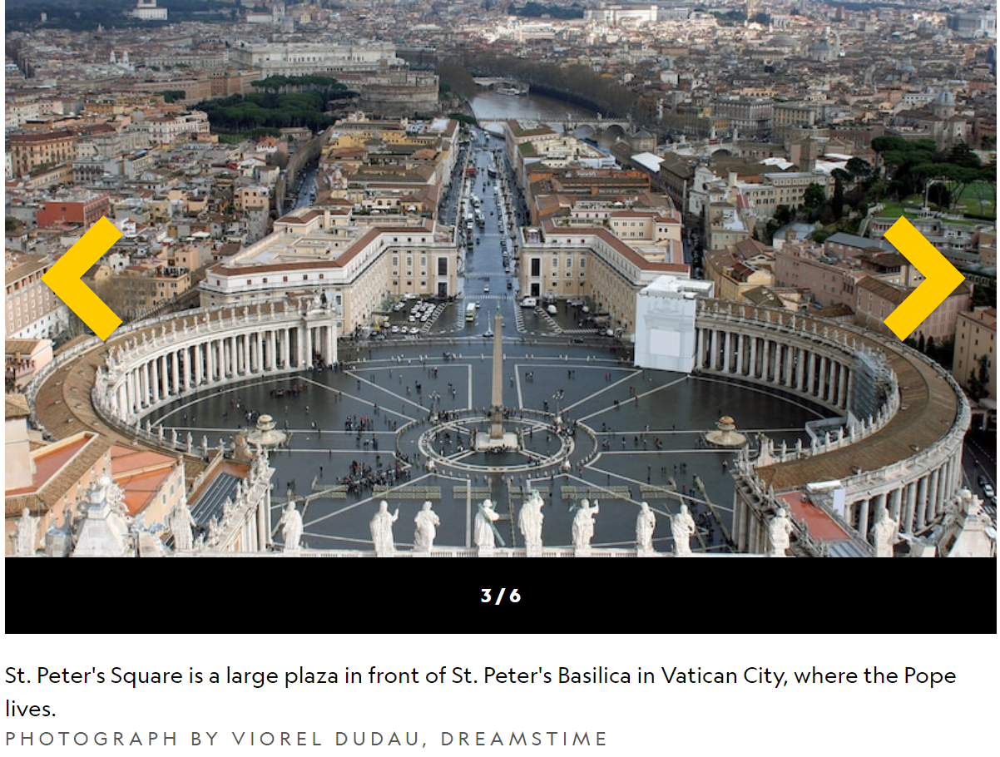 3/6
St. Peter's Square is a large plaza in front of St. Peter's Basilica in Vatican City, where the Pope
lives.
PHOTOGRAPH BY VIOREL DUDAU, DREAMSTIME